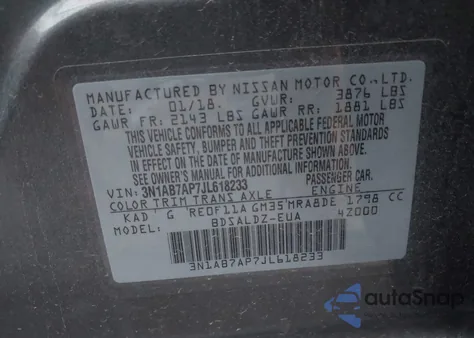 MANUFACTURED BY NISSAN MOTOR CO.,LTD.
DATE: 01/18. GVWR: 3876 LBS
GAWR FR: 2143 LBS GAWR RR: 1881 LBS
THIS VEHICLE CONFORMS TO ALL APPLICABLE FEDERAL MOTOR
VEHICLE SAFETY, BUMPER AND THEFT PREVENTION STANDARDS
IN EFFECT ON THE DATE OF MANUFACTURE SHOWN ABOVE.
SEE OWNER'S MANUAL FOR ADDITIONAL INFORMATION.
VIN: 3N1AB7AP7JL618233 PASSENGER CAR.
COLOR TRIM TRANS AXLE ENGINE
KAD G RE0F11A GM35 MRA8DE 1798 CC
MODEL: BDSALDZ-EUA 4Z000
3N1AB7AP7JL618233
autoSnap